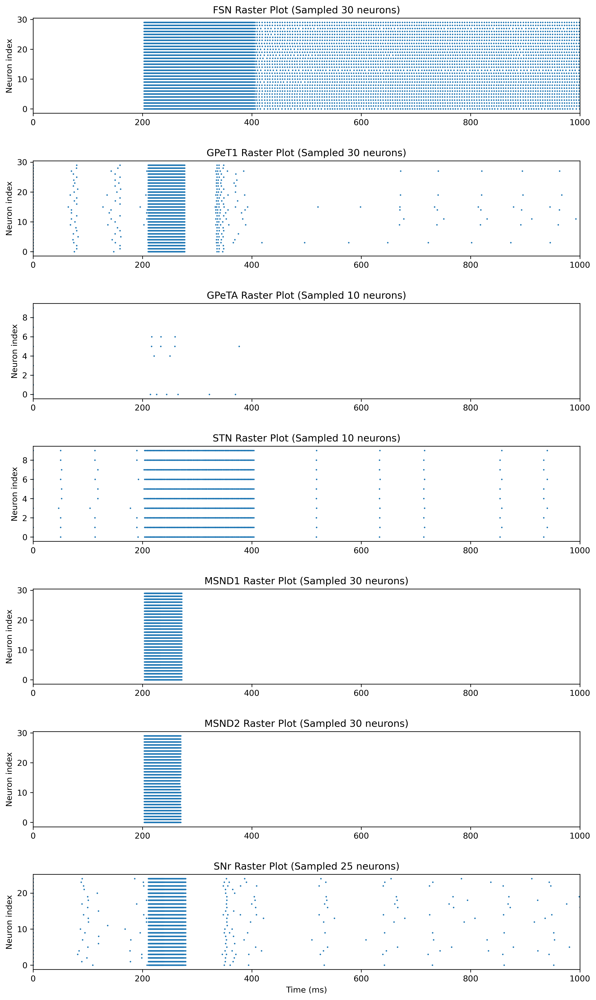 FSN Raster Plot (Sampled 30 neurons)
30
20
10
0
Neuron index
0 200 400 600 800 1000
GPeT1 Raster Plot (Sampled 30 neurons)
30
20
10
0
Neuron index
0 200 400 600 800 1000
GPeTA Raster Plot (Sampled 10 neurons)
8
6
4
2
0
Neuron index
0 200 400 600 800 1000
STN Raster Plot (Sampled 10 neurons)
8
6
4
2
0
Neuron index
0 200 400 600 800 1000
MSND1 Raster Plot (Sampled 30 neurons)
30
20
10
0
Neuron index
0 200 400 600 800 1000
MSND2 Raster Plot (Sampled 30 neurons)
30
20
10
0
Neuron index
0 200 400 600 800 1000
SNr Raster Plot (Sampled 25 neurons)
20
10
0
Neuron index
0 200 400 600 800 1000
Time (ms)